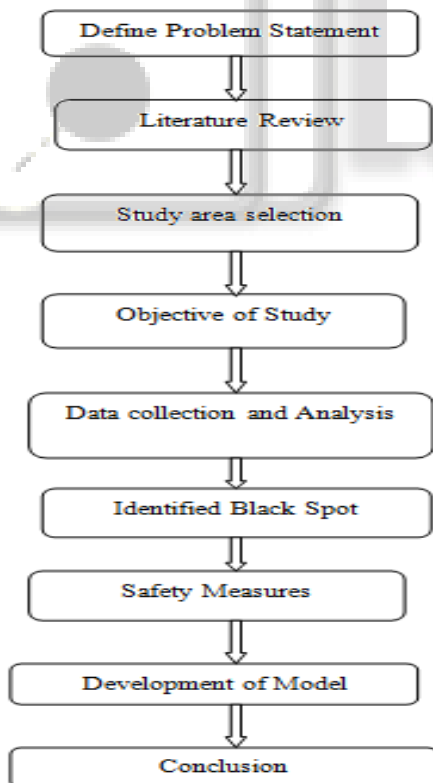 Define Problem Statement
Literature Review
Study area selection
Objective of Study
Data collection and Analysis
Identified Black Spot
Safety Measures
Development of Model
Conclusion